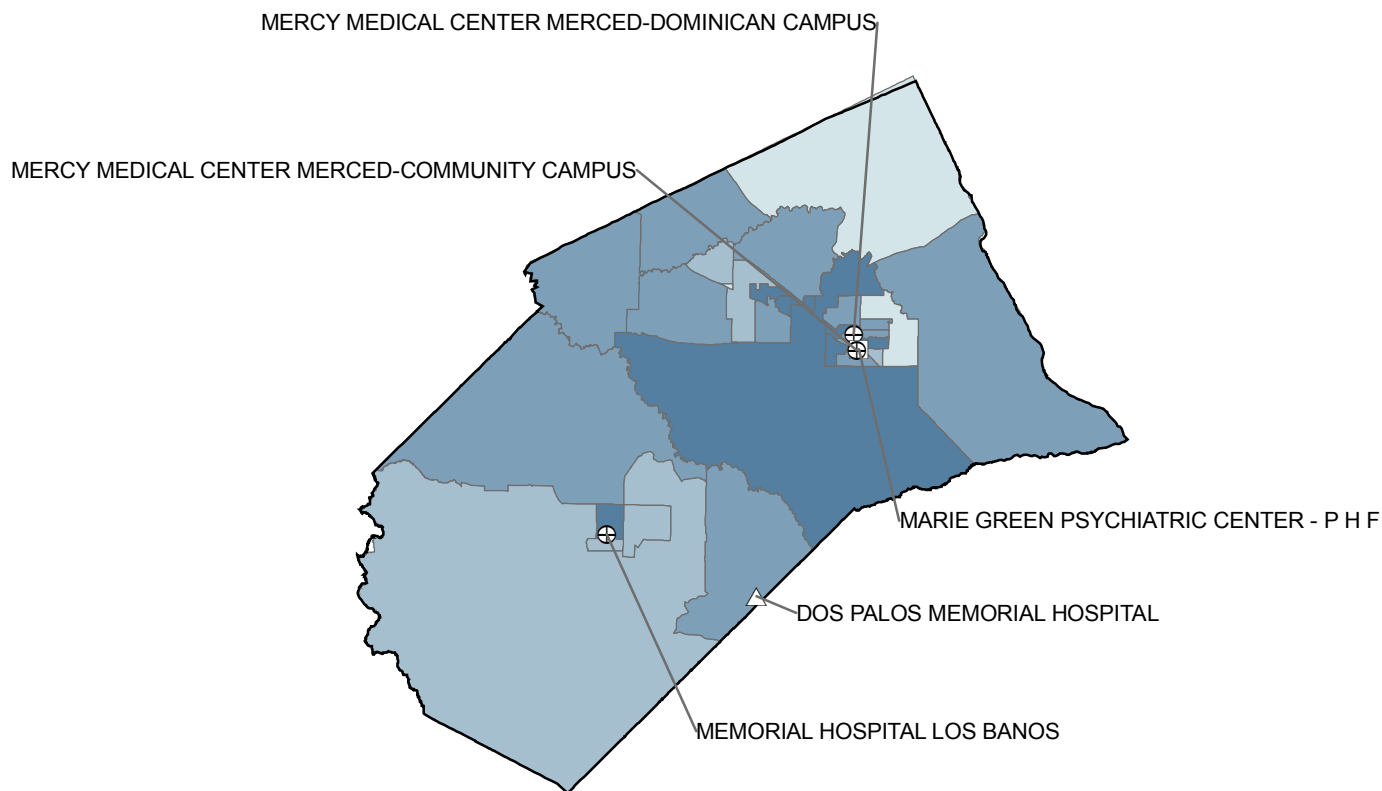 MERCY MEDICAL CENTER MERCED-DOMINICAN CAMPUS
MERCY MEDICAL CENTER MERCED-COMMUNITY CAMPUS
MARIE GREEN PSYCHIATRIC CENTER - P H F
DOS PALOS MEMORIAL HOSPITAL
MEMORIAL HOSPITAL LOS BANOS